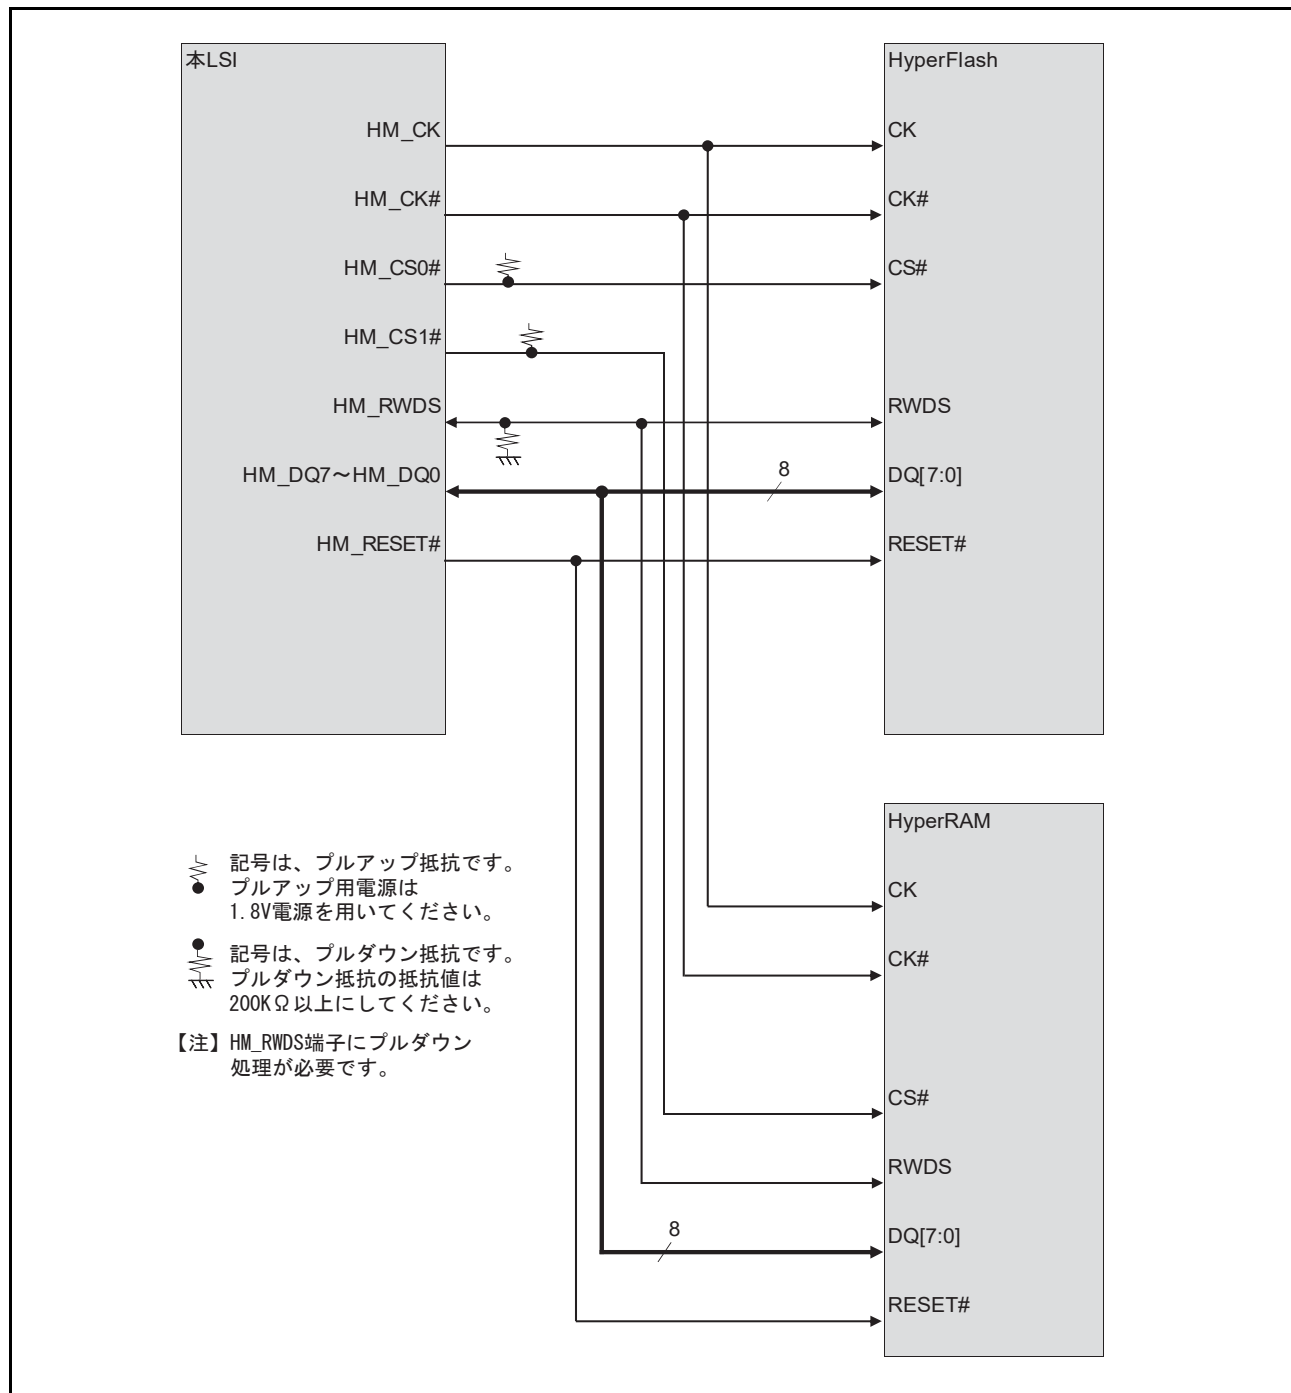 本LSI
HM_CK
HM_CK#
HM_CS0#
HM_CS1#
HM_RWDS
HM_DQ7～HM_DQ0
HM_RESET#
HyperFlash
CK
CK#
CS#
RWDS
8
DQ[7:0]
RESET#
HyperRAM
CK
CK#
CS#
RWDS
8
DQ[7:0]
RESET#
記号は、プルアップ抵抗です。
プルアップ用電源は
1.8V電源を用いてください。
記号は、プルダウン抵抗です。
プルダウン抵抗の抵抗値は
200KΩ以上にしてください。
【注】HM_RWDS端子にプルダウン
処理が必要です。